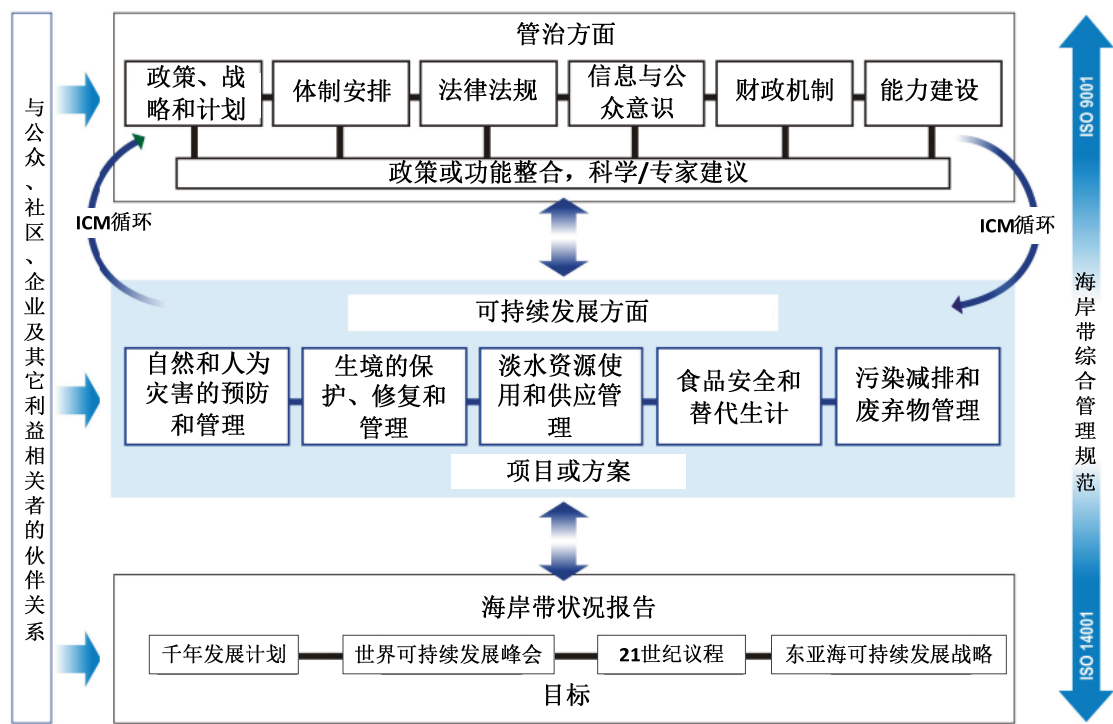 与公众、社区、企业及其它利益相关者的伙伴关系
管治方面
政策、战
略和计划
体制安排
法律法规
信息与公
众意识
财政机制
能力建设
政策或功能整合，科学/专家建议
ICM循环
ICM循环
可持续发展方面
自然和人为
灾害的预防
和管理
生境的保
护、修复和
管理
淡水资源使
用和供应管
理
食品安全和
替代生计
污染减排和
废弃物管理
项目或方案
海岸带状况报告
千年发展计划
世界可持续发展峰会
21世纪议程
东亚海可持续发展战略
目标
ISO 9001
海岸带综合管理规范
ISO 14001